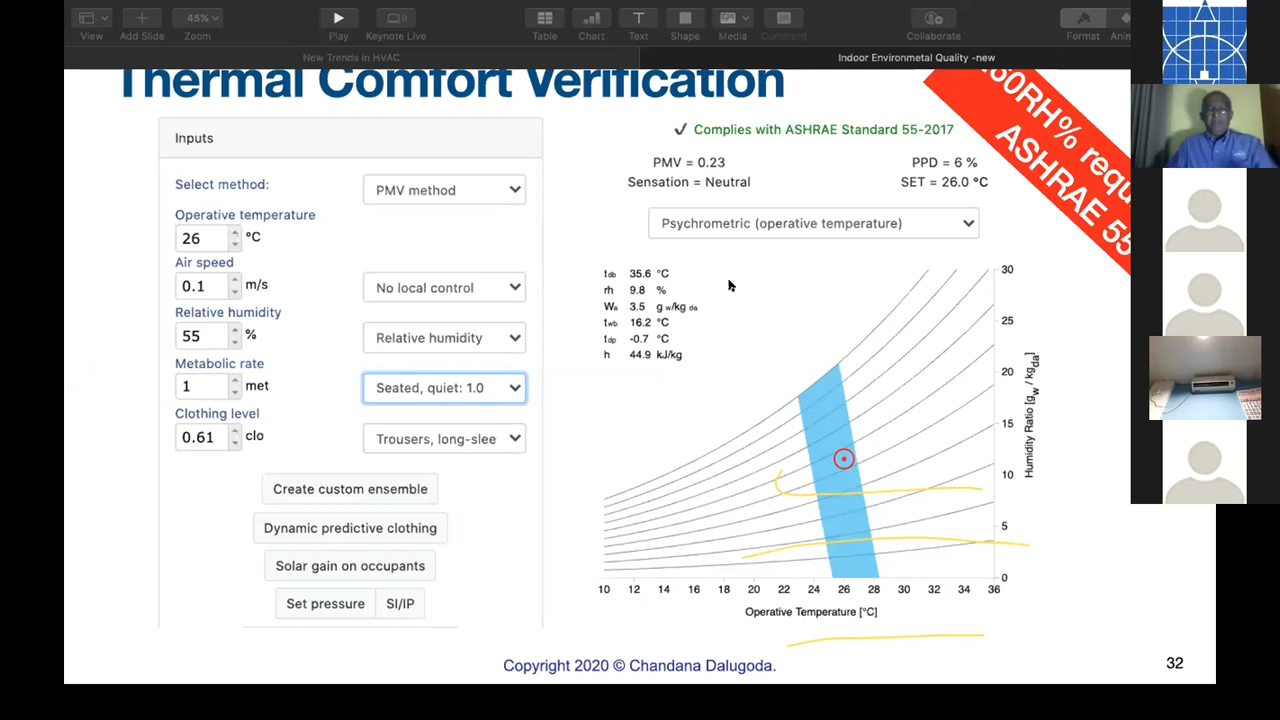 View
Add Slide
45%
Zoom
Play
Keynote Live
Table
Chart
Text
Shape
Media
Comment
Collaborate
Format
New Trends in HVAC
Indoor Environmetal Quality -new
Thermal Comfort Verification
60RH%
ASHRAE 55
Inputs
Select method:
PMV method
Operative temperature
26 °C
Air speed
0.1 m/s
No local control
Relative humidity
55 %
Relative humidity
Metabolic rate
1 met
Seated, quiet: 1.0
Clothing level
0.61 clo
Trousers, long-slee
Create custom ensemble
Dynamic predictive clothing
Solar gain on occupants
Set pressure
SI/IP
✓ Complies with ASHRAE Standard 55-2017
PMV = 0.23
PPD = 6 %
Sensation = Neutral
SET = 26.0 °C
Psychrometric (operative temperature)
tdb 35.6 °C
rh 9.8 %
Wa 3.5 g w/kg da
twb 16.2 °C
tdp -0.7 °C
h 44.9 kJ/kg
30
25
20
15
10
5
0
Humidity Ratio [gw / kgda]
10 12 14 16 18 20 22 24 26 28 30 32 34 36
Operative Temperature [°C]
Copyright 2020 © Chandana Dalugoda.
32